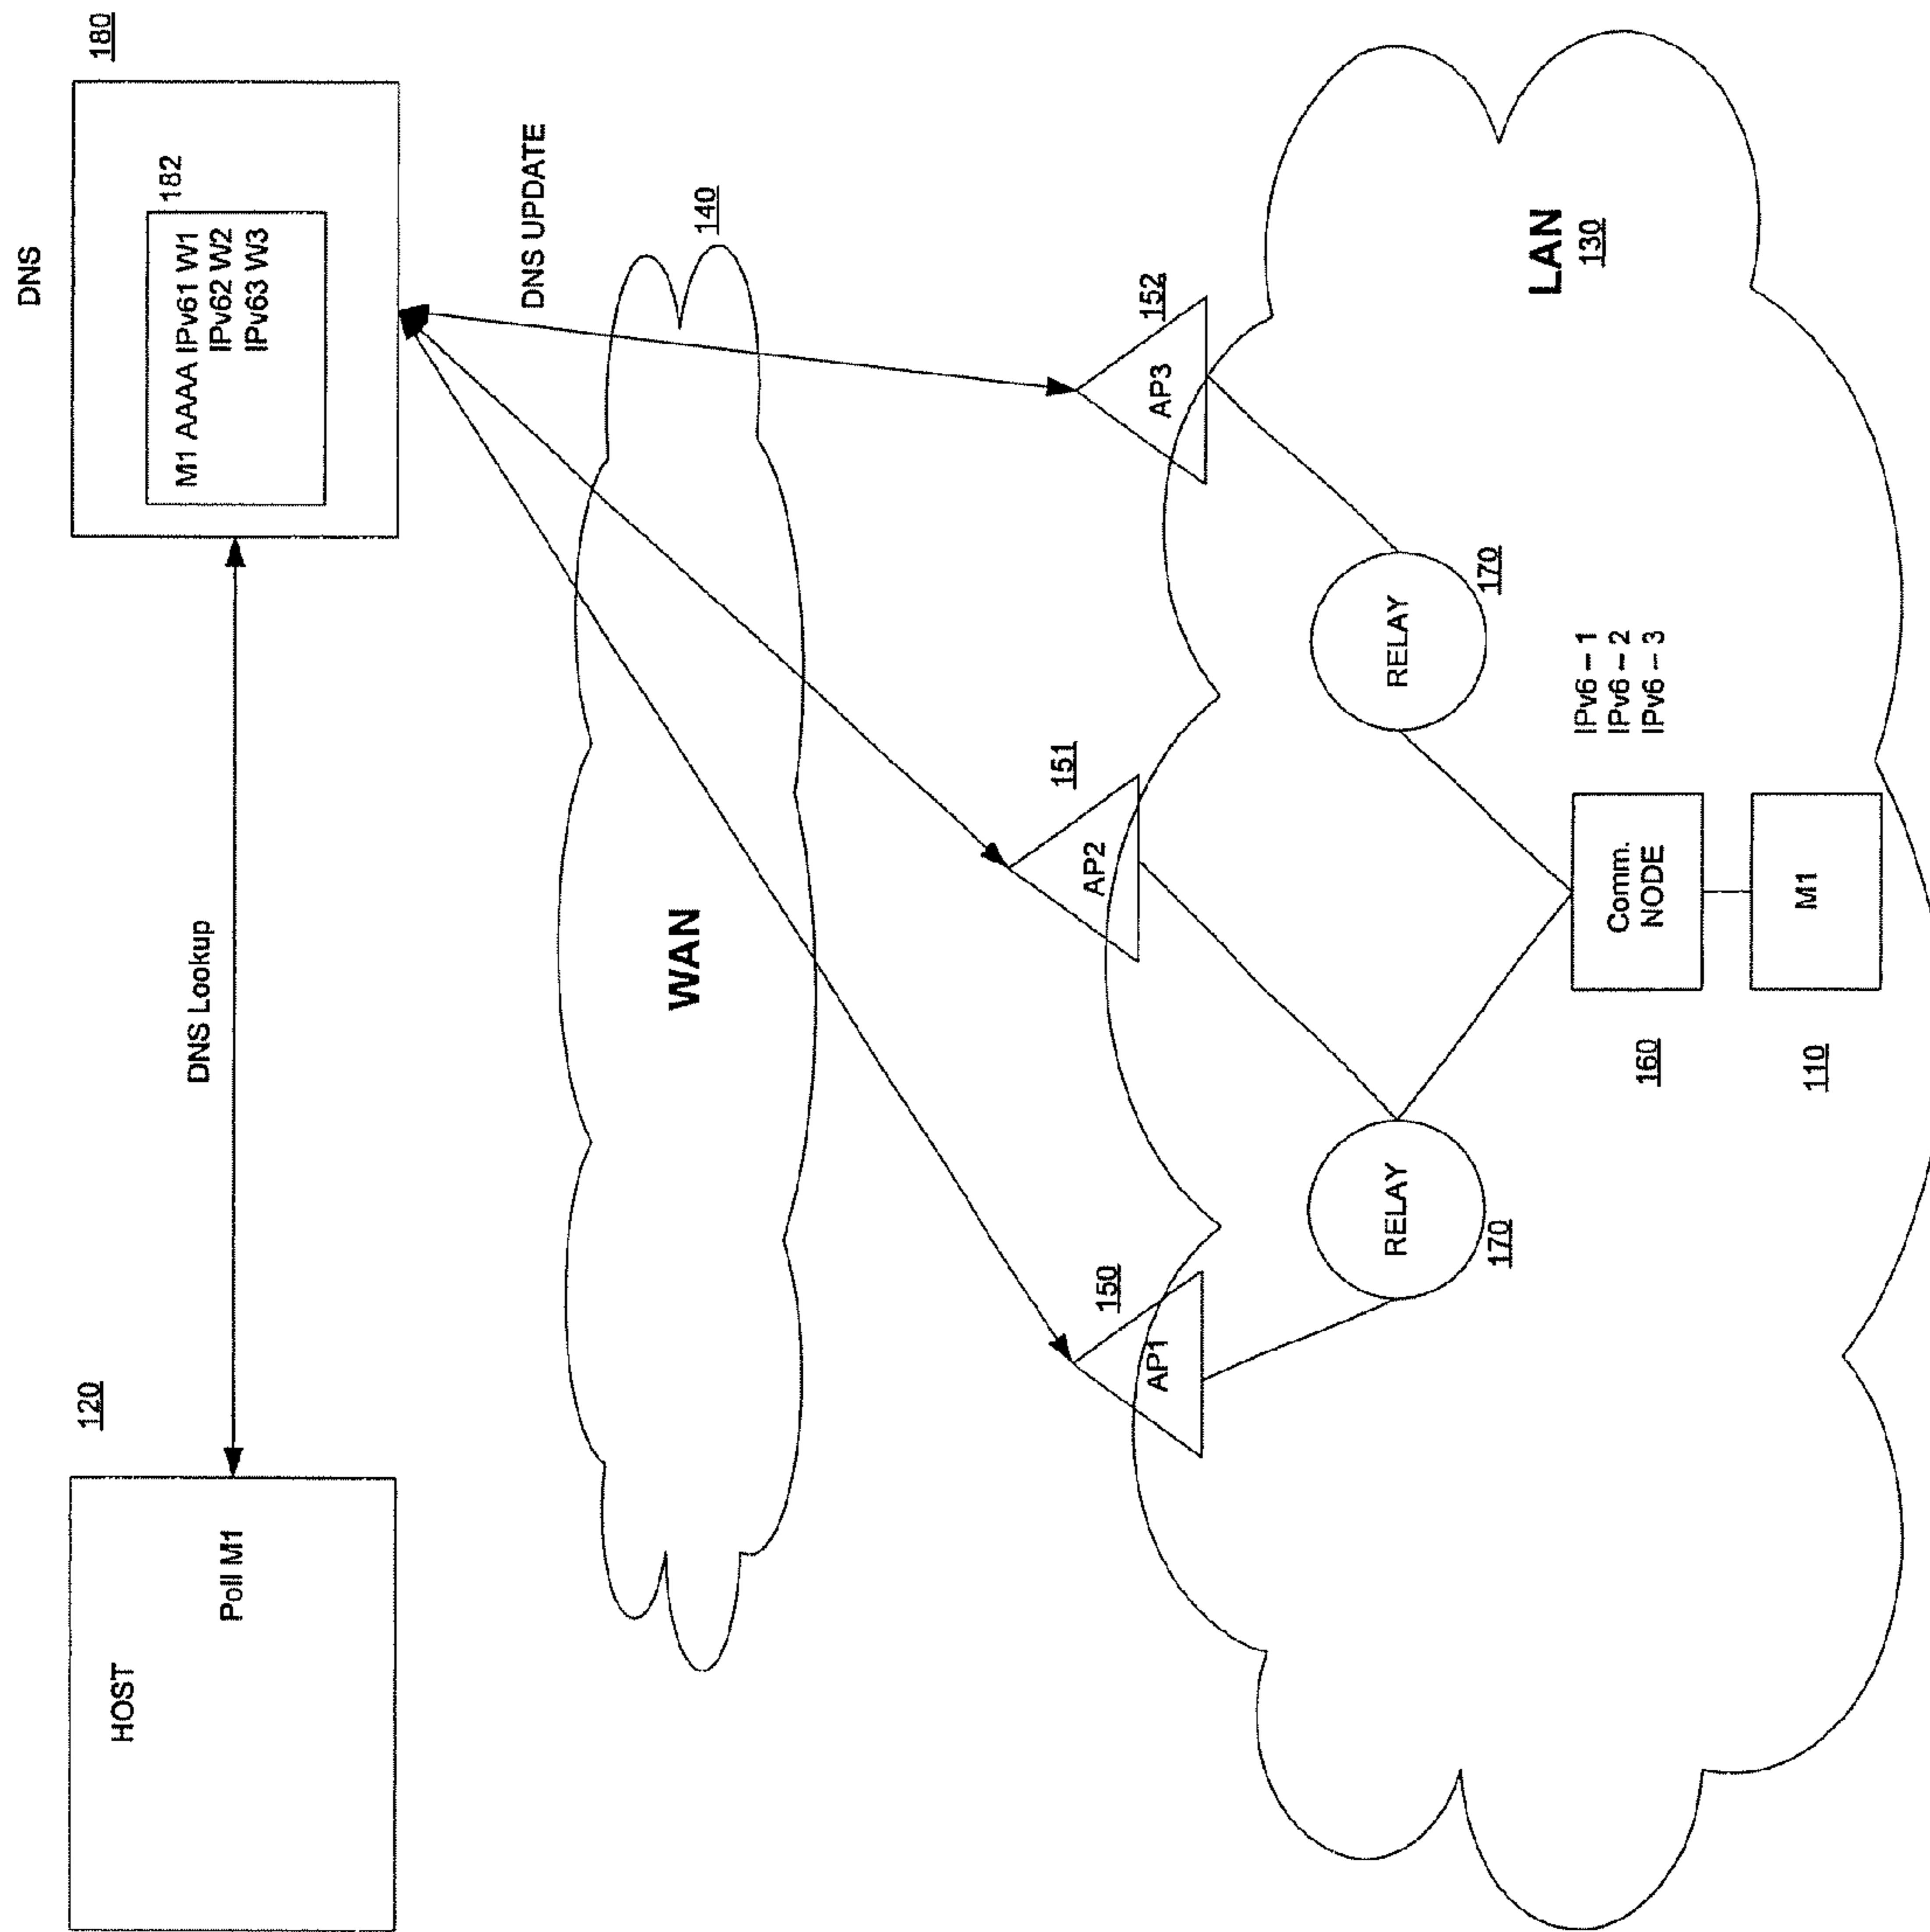 DNS
180
120
HOST
Poll M1
DNS Lookup
182
M1 AAAA IPv61 W1
IPv62 W2
IPv63 W3
DNS UPDATE
WAN
140
150
AP1
151
AP2
152
AP3
LAN
130
RELAY
170
RELAY
170
IPv6 – 1
IPv6 – 2
IPv6 – 3
Comm.
NODE
160
M1
110